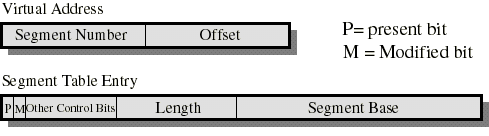 Virtual Address
Segment Number Offset
P= present bit
M = Modified bit
Segment Table Entry
P M Other Control Bits Length Segment Base